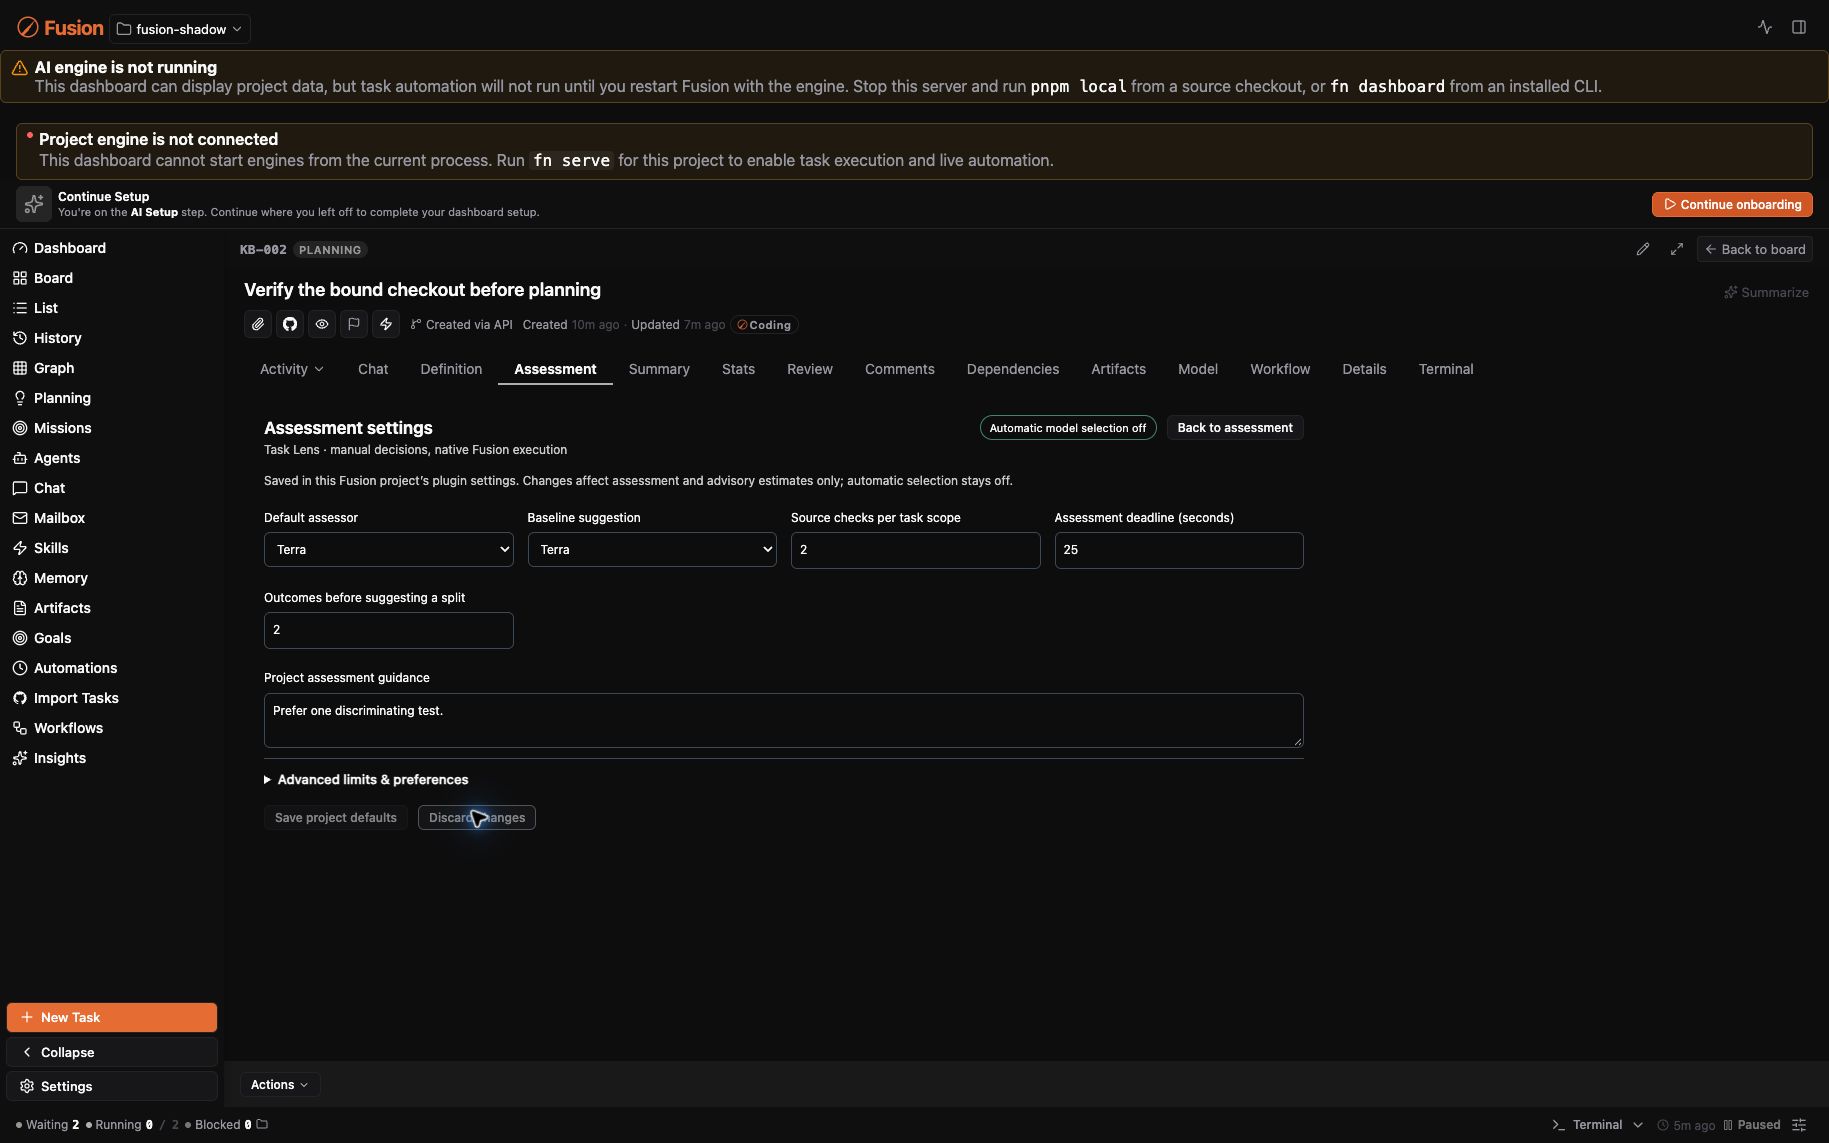 Fusion
fusion-shadow
AI engine is not running
This dashboard can display project data, but task automation will not run until you restart Fusion with the engine. Stop this server and run pnpm local from a source checkout, or fn dashboard from an installed CLI.
Project engine is not connected
This dashboard cannot start engines from the current process. Run fn serve for this project to enable task execution and live automation.
Continue Setup
You're on the AI Setup step. Continue where you left off to complete your dashboard setup.
Continue onboarding
Dashboard
Board
List
History
Graph
Planning
Missions
Agents
Chat
Mailbox
Skills
Memory
Artifacts
Goals
Automations
Import Tasks
Workflows
Insights
New Task
Collapse
Settings
KB-002 PLANNING
Back to board
Verify the bound checkout before planning
Summarize
Created via API Created 10m ago · Updated 7m ago Coding
Activity Chat Definition Assessment Summary Stats Review Comments Dependencies Artifacts Model Workflow Details Terminal
Assessment settings
Automatic model selection off
Back to assessment
Task Lens · manual decisions, native Fusion execution
Saved in this Fusion project's plugin settings. Changes affect assessment and advisory estimates only; automatic selection stays off.
Default assessor Baseline suggestion Source checks per task scope Assessment deadline (seconds)
Terra Terra 2 25
Outcomes before suggesting a split
2
Project assessment guidance
Prefer one discriminating test.
Advanced limits & preferences
Save project defaults
Actions
Waiting 2 Running 0 / 2 Blocked 0
Terminal 5m ago Paused